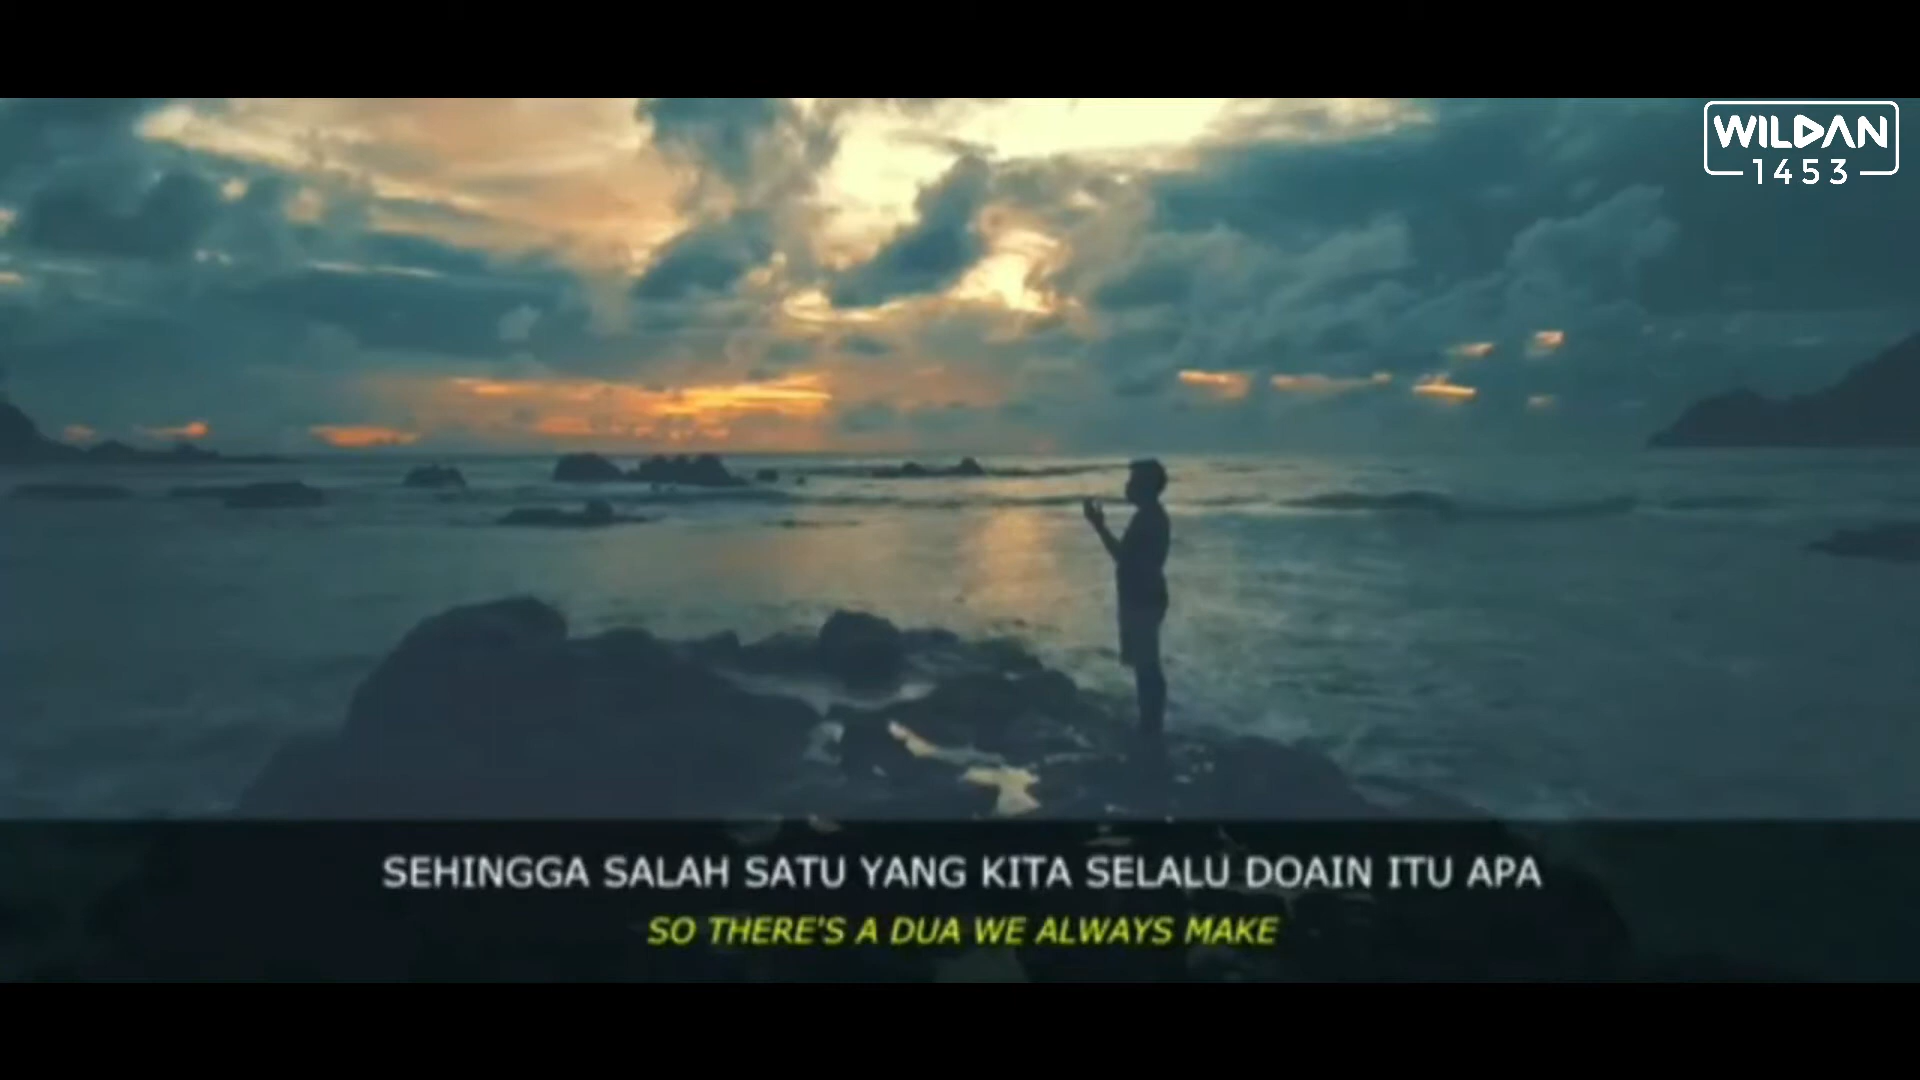 WILDAN
1453
SEHINGGA SALAH SATU YANG KITA SELALU DOAIN ITU APA
SO THERE'S A DUA WE ALWAYS MAKE